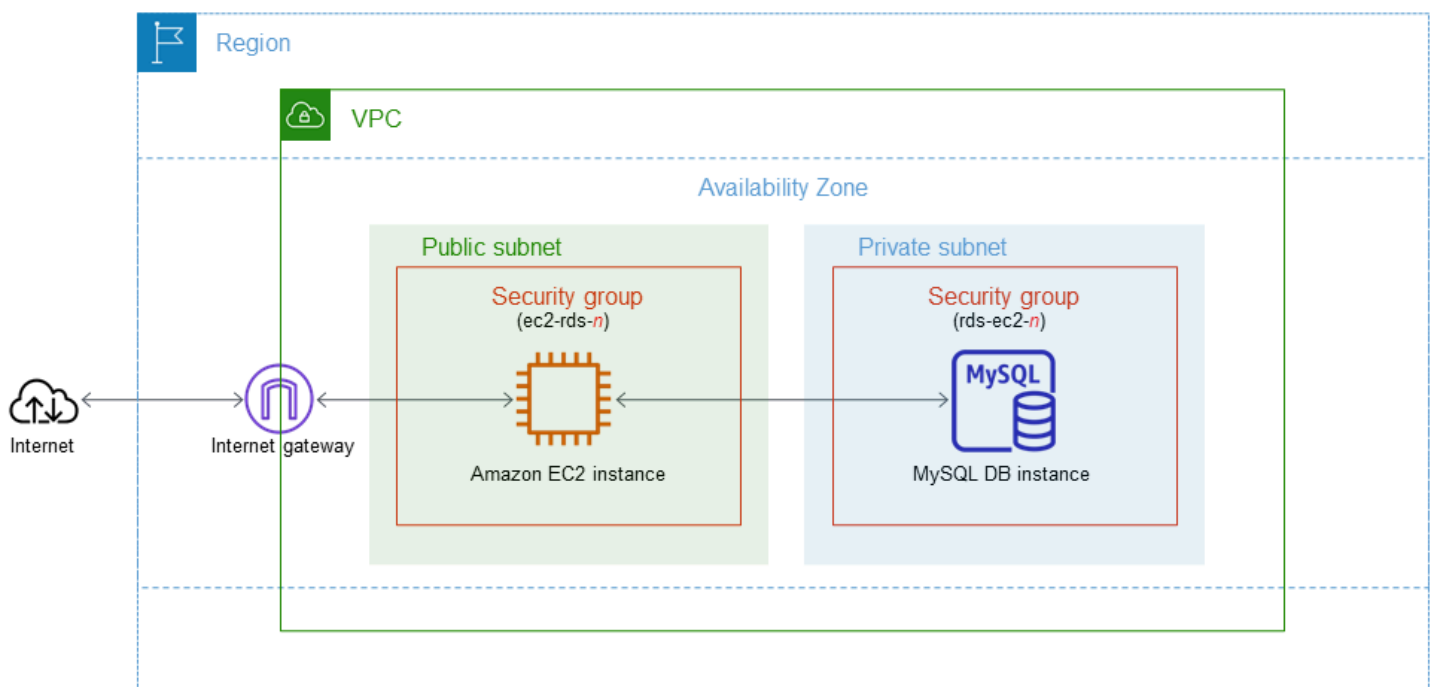 Region
VPC
Availability Zone
Public subnet
Security group
(ec2-rds-n)
Amazon EC2 instance
Private subnet
Security group
(rds-ec2-n)
MySQL
MySQL DB instance
Internet
Internet gateway